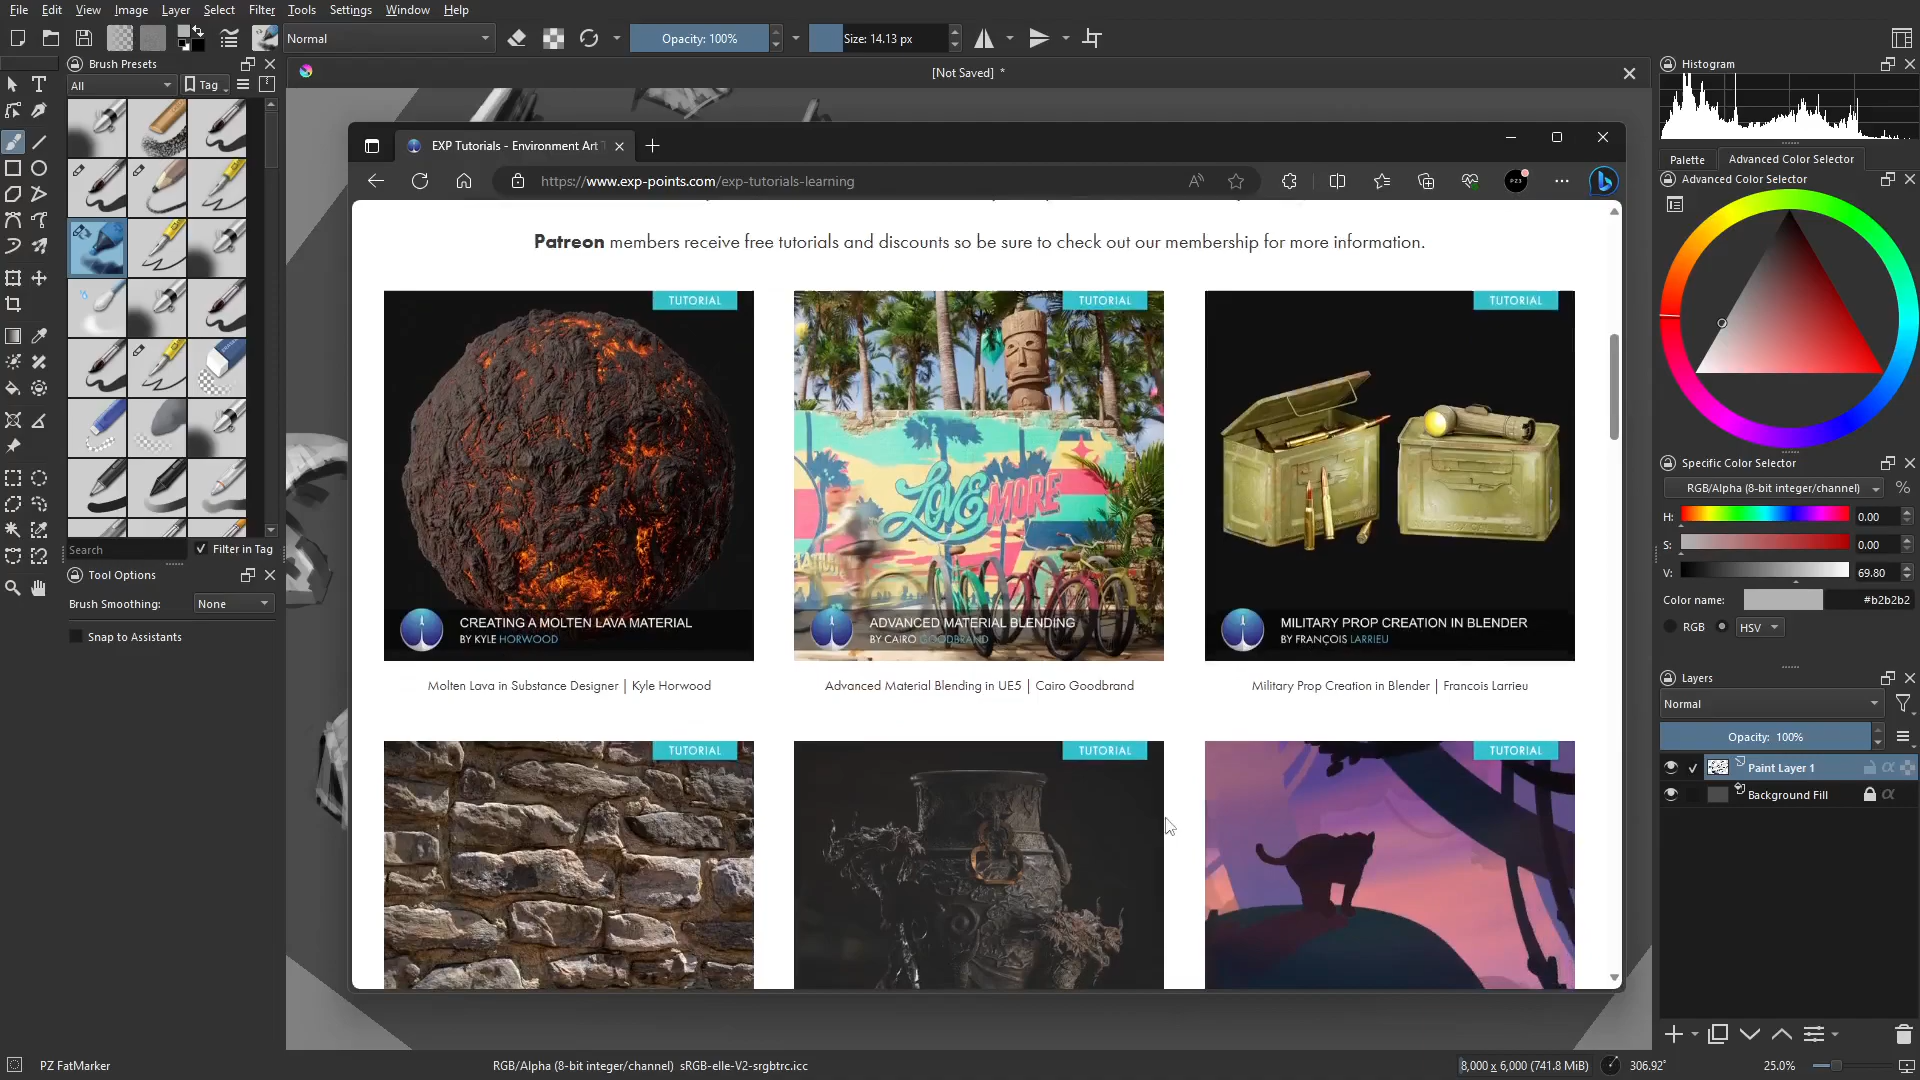 File Edit View Image Layer Select Filter Tools Settings Window Help
Normal
Opacity: 100%
Size: 14.13 px
Brush Presets
[Not Saved] *
Histogram
All
Tag
EXP Tutorials - Environment Art T
https://www.exp-points.com/exp-tutorials-learning
Palette
Advanced Color Selector
Advanced Color Selector
Patreon members receive free tutorials and discounts so be sure to check out our membership for more information.
TUTORIAL
TUTORIAL
TUTORIAL
LOVE MORE
CREATING A MOLTEN LAVA MATERIAL
BY KYLE HORWOOD
ADVANCED MATERIAL BLENDING
BY CAIRO GOODBRAND
MILITARY PROP CREATION IN BLENDER
BY FRANÇOIS LARRIEU
Molten Lava in Substance Designer | Kyle Horwood
Advanced Material Blending in UE5 | Cairo Goodbrand
Military Prop Creation in Blender | Francois Larrieu
TUTORIAL
TUTORIAL
TUTORIAL
Search
Filter in Tag
Tool Options
Brush Smoothing: None
Snap to Assistants
Specific Color Selector
RGB/Alpha (8-bit integer/channel)
%
H: 0.00
S: 0.00
V: 69.80
Color name: #b2b2b2
RGB
HSV
Layers
Normal
Opacity: 100%
Paint Layer 1
Background Fill
PZ FatMarker
RGB/Alpha (8-bit integer/channel) sRGB-elle-V2-srgbtrc.icc
8,000 x 6,000 (741.8 MiB)
306.92°
25.0%